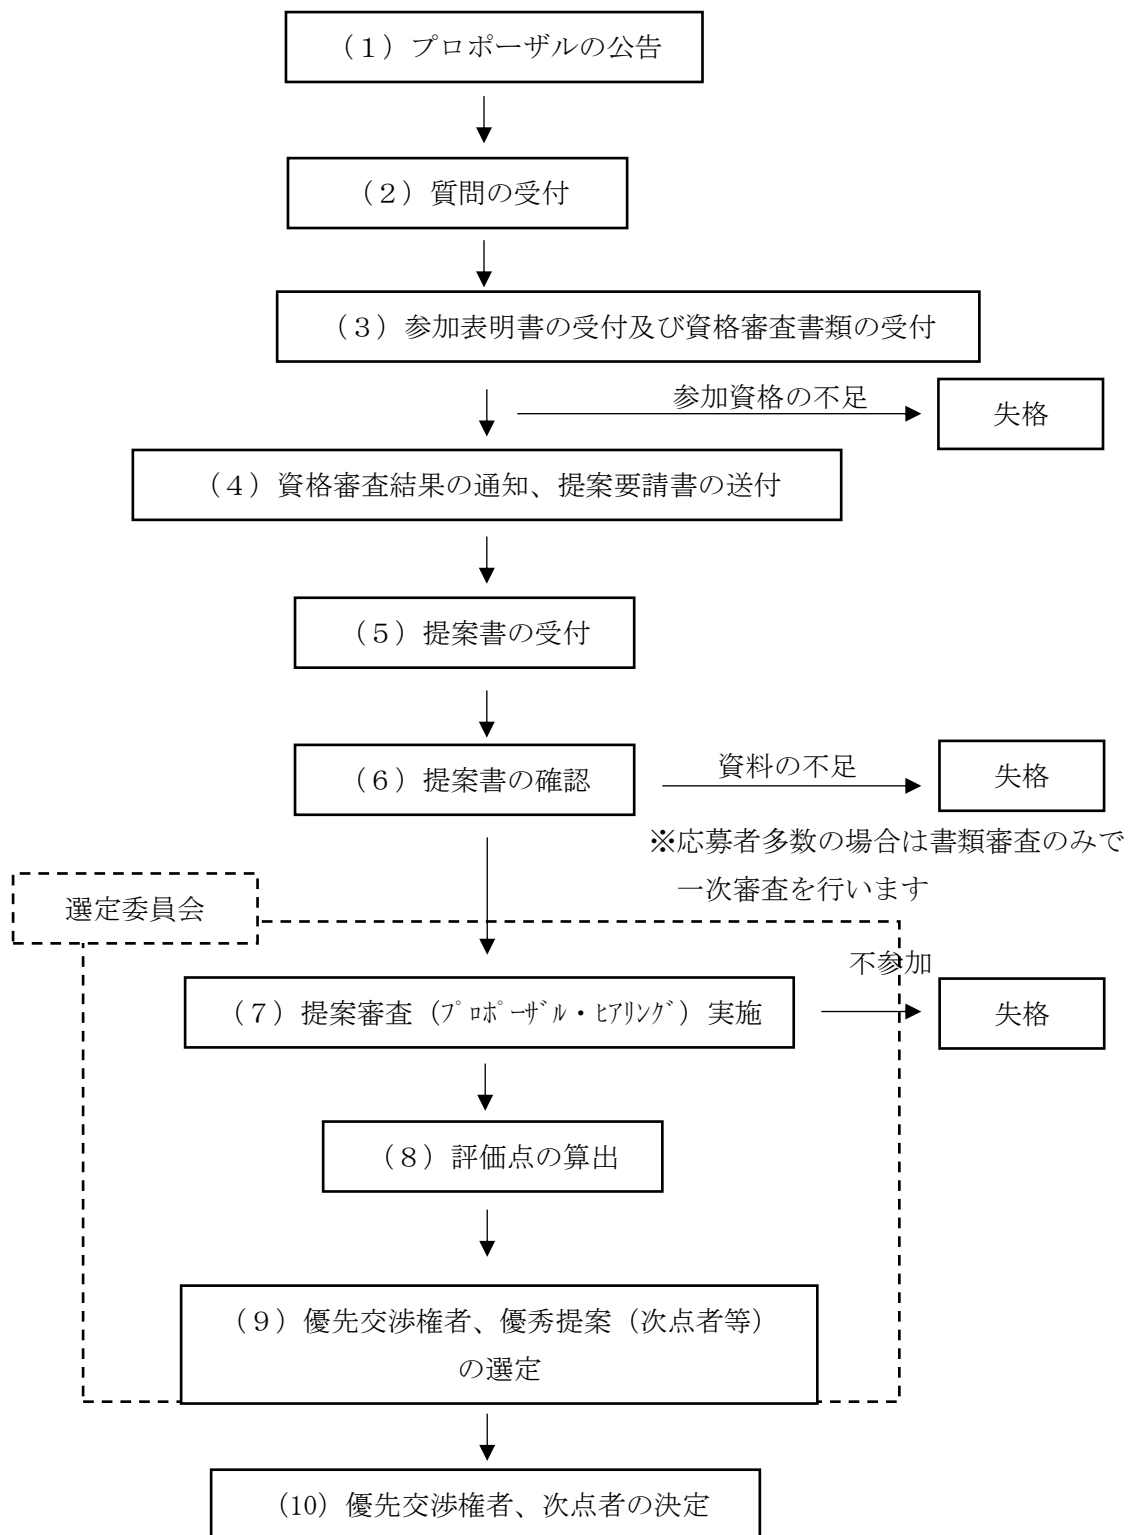 （１）プロポーザルの公告
（２）質問の受付
（３）参加表明書の受付及び資格審査書類の受付
参加資格の不足
失格
（４）資格審査結果の通知、提案要請書の送付
（５）提案書の受付
（６）提案書の確認
資料の不足
失格
※応募者多数の場合は書類審査のみで
一次審査を行います
選定委員会
不参加
（７）提案審査（ﾌﾟﾛﾎﾟｰｻﾞﾙ・ﾋｱﾘﾝｸﾞ）実施
失格
（８）評価点の算出
（９）優先交渉権者、優秀提案（次点者等）
の選定
（10）優先交渉権者、次点者の決定